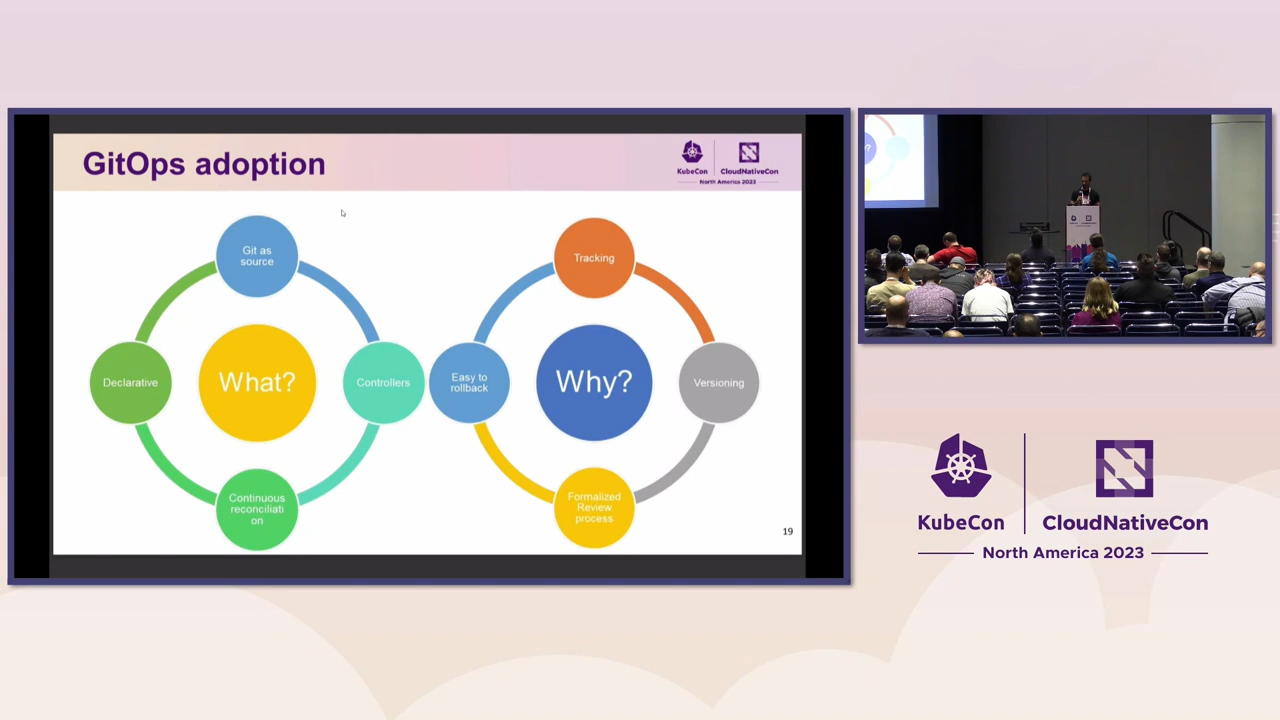 GitOps adoption
KubeCon
CloudNativeCon
North America 2023
Git as
source
Declarative
What?
Controllers
Continuous
reconciliati
on
Tracking
Easy to
rollback
Why?
Versioning
Formalized
Review
process
19
KubeCon
CloudNativeCon
North America 2023